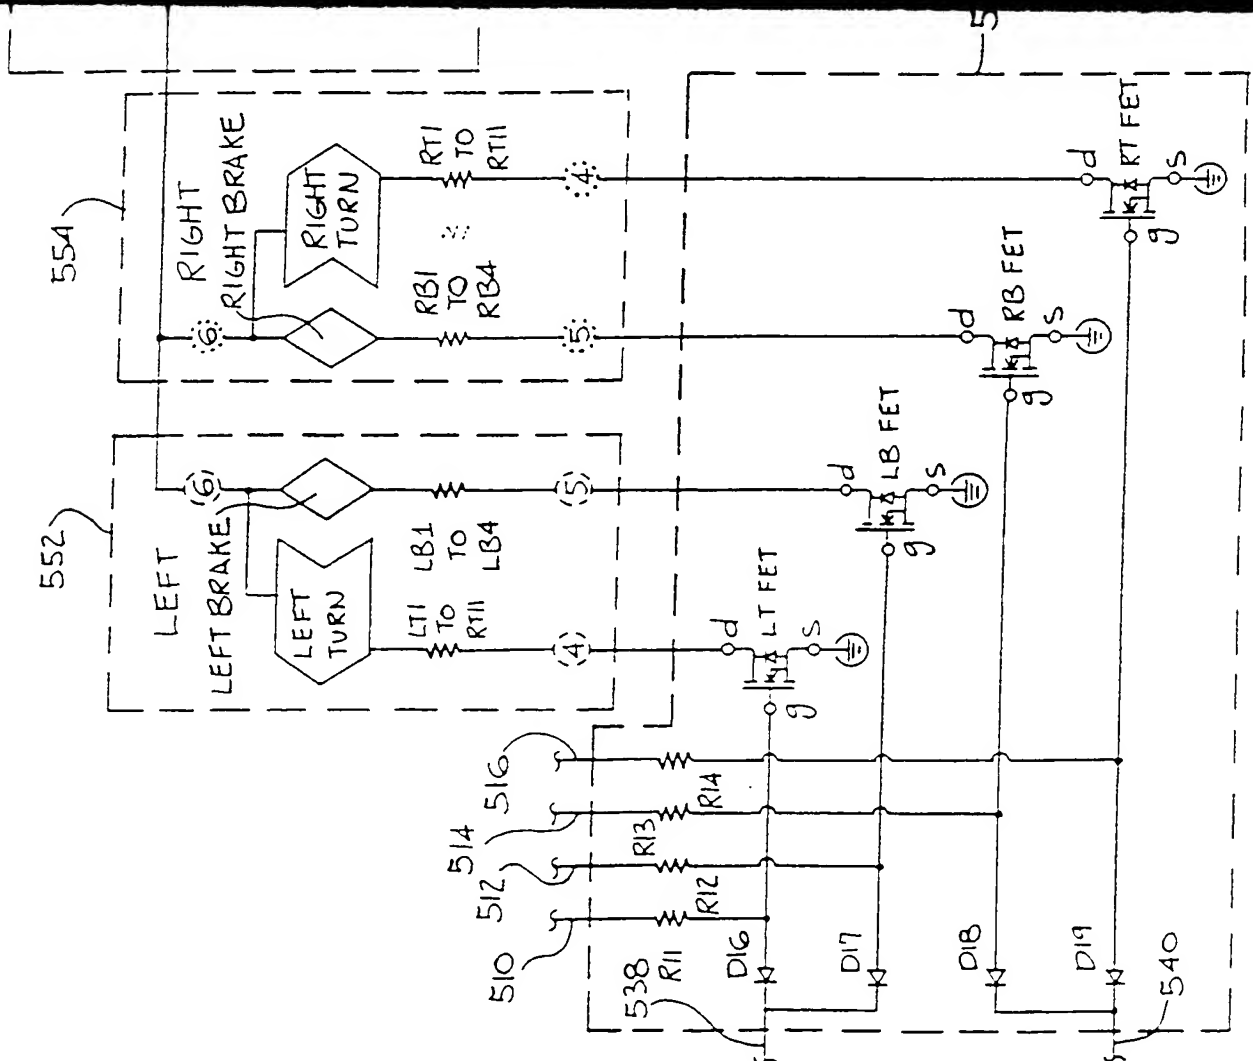 5
554
RIGHT
RIGHT BRAKE
RIGHT
TURN
RT1
TO
RT11
4
6
RB1
TO
RB4
5
d
RT FET
s
g
d
RB FET
s
g
552
LEFT
LEFT BRAKE
6
LB1
TO
LB4
5
LEFT
TURN
LT1
TO
RT11
4
d
LB FET
s
g
d
LT FET
s
g
516
514
512
510
R14
R13
R12
R11
538
D16
D17
D18
D19
540